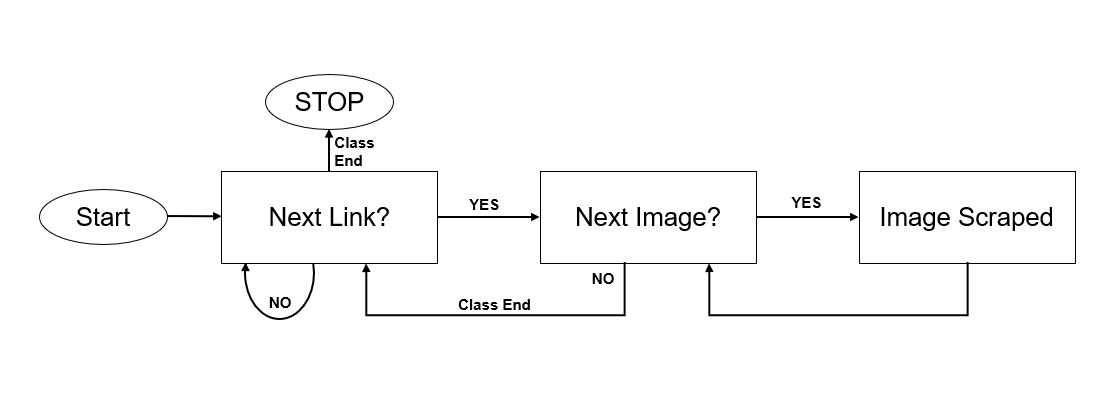 STOP
Class
End
Start
Next Link?
YES
Next Image?
YES
Image Scraped
NO
Class End
NO